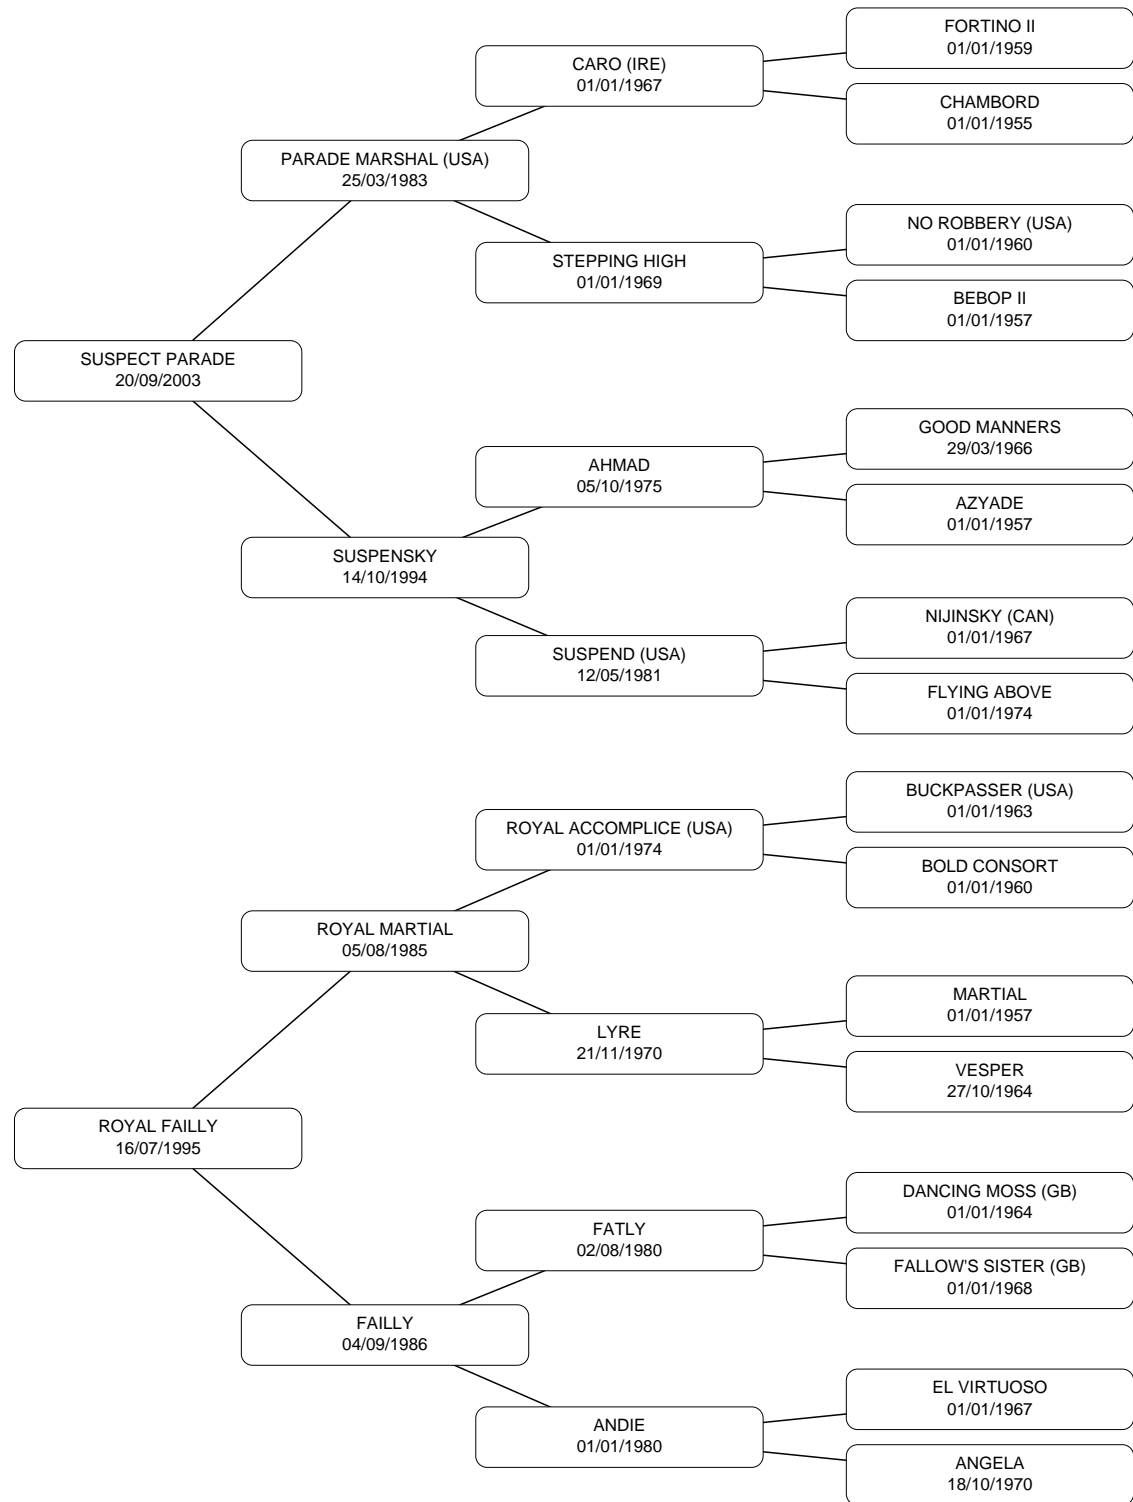 FORTINO II
01/01/1959
CARO (IRE)
01/01/1967
CHAMBORD
01/01/1955
PARADE MARSHAL (USA)
25/03/1983
NO ROBBERY (USA)
01/01/1960
STEPPING HIGH
01/01/1969
BEBOP II
01/01/1957
SUSPECT PARADE
20/09/2003
GOOD MANNERS
29/03/1966
AHMAD
05/10/1975
AZYADE
01/01/1957
SUSPENSKY
14/10/1994
NIJINSKY (CAN)
01/01/1967
SUSPEND (USA)
12/05/1981
FLYING ABOVE
01/01/1974
BUCKPASSER (USA)
01/01/1963
ROYAL ACCOMPLICE (USA)
01/01/1974
BOLD CONSORT
01/01/1960
ROYAL MARTIAL
05/08/1985
MARTIAL
01/01/1957
LYRE
21/11/1970
VESPER
27/10/1964
ROYAL FAILLY
16/07/1995
DANCING MOSS (GB)
01/01/1964
FATLY
02/08/1980
FALLOW'S SISTER (GB)
01/01/1968
FAILLY
04/09/1986
EL VIRTUOSO
01/01/1967
ANDIE
01/01/1980
ANGELA
18/10/1970